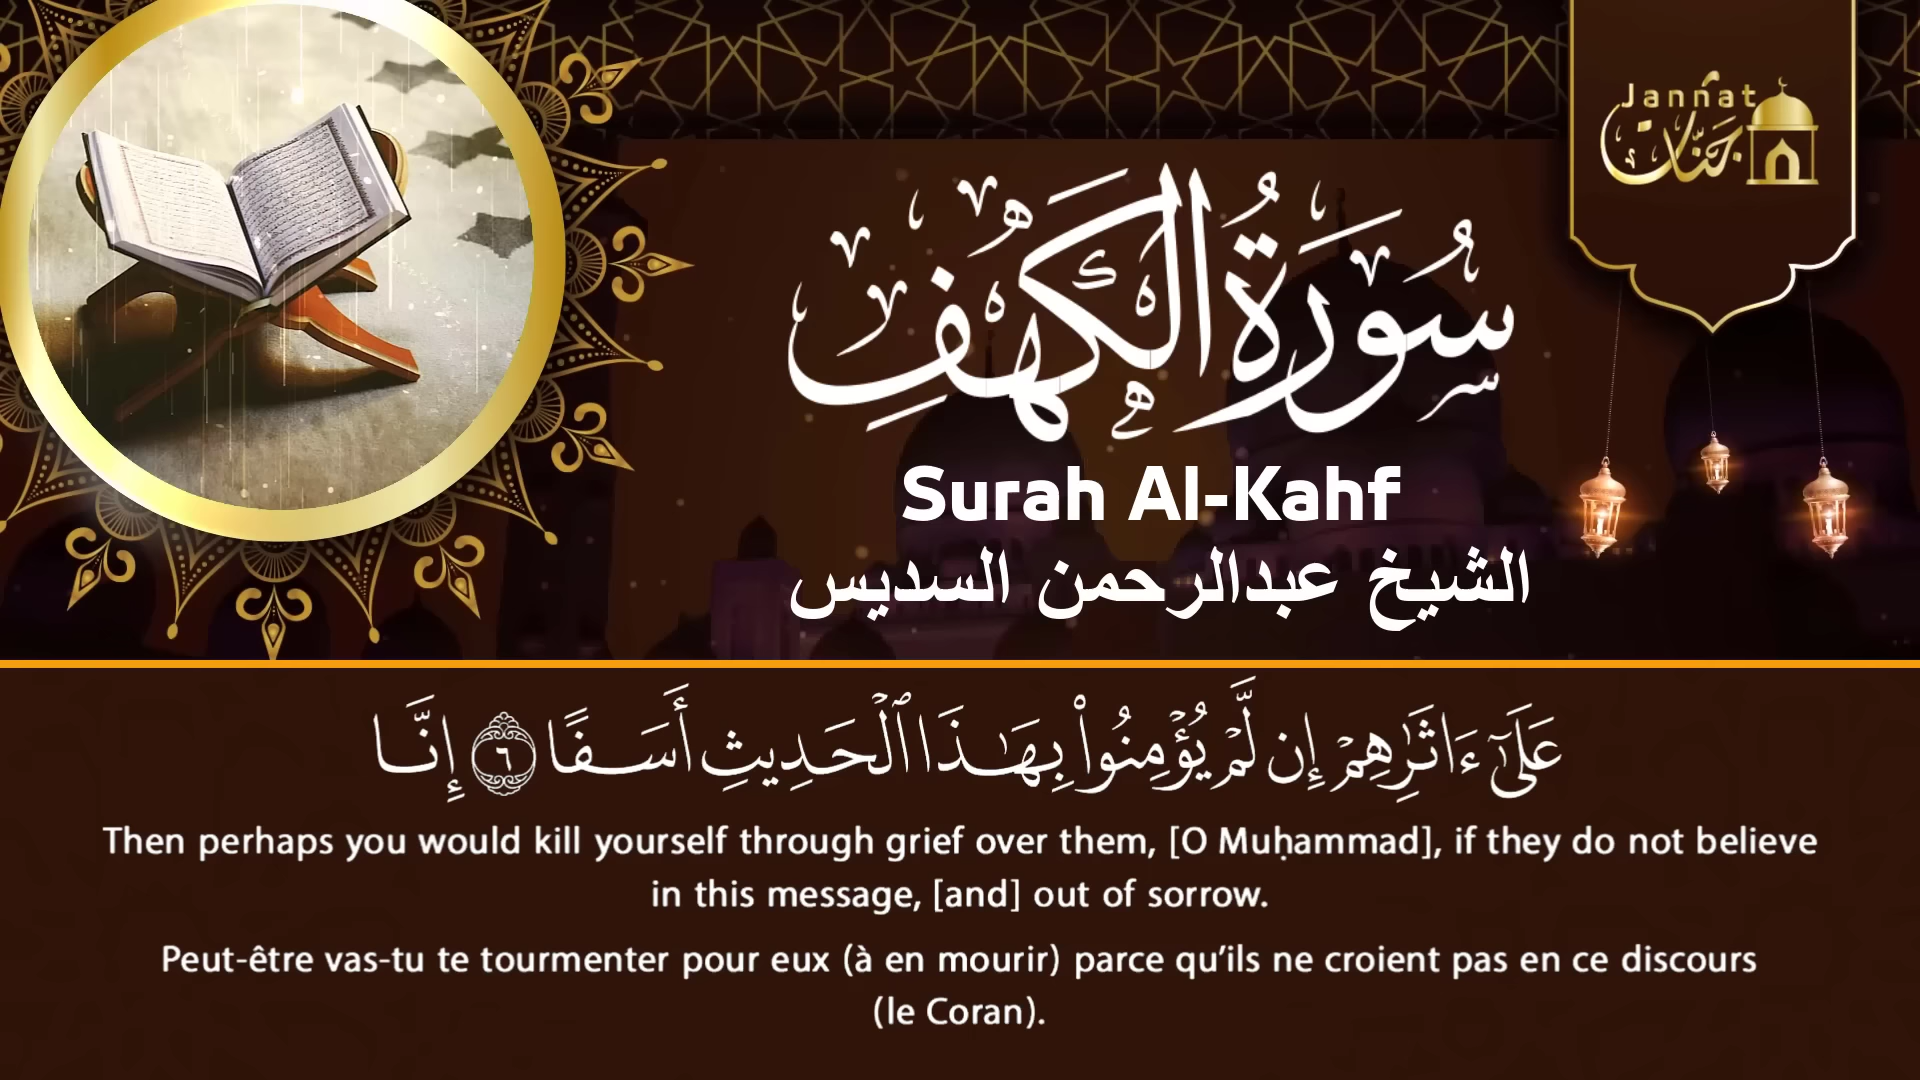 Jannat
جنات
سُورَةُ الكَهْفِ
Surah Al-Kahf
الشيخ عبدالرحمن السديس
عَلَىٰٓ ءَاثَٰرِهِمْ إِن لَّمْ يُؤْمِنُوا۟ بِهَٰذَا ٱلْحَدِيثِ أَسَفًا ٦ إِنَّا
Then perhaps you would kill yourself through grief over them, [O Muḥammad], if they do not believe
in this message, [and] out of sorrow.
Peut-être vas-tu te tourmenter pour eux (à en mourir) parce qu’ils ne croient pas en ce discours
(le Coran).